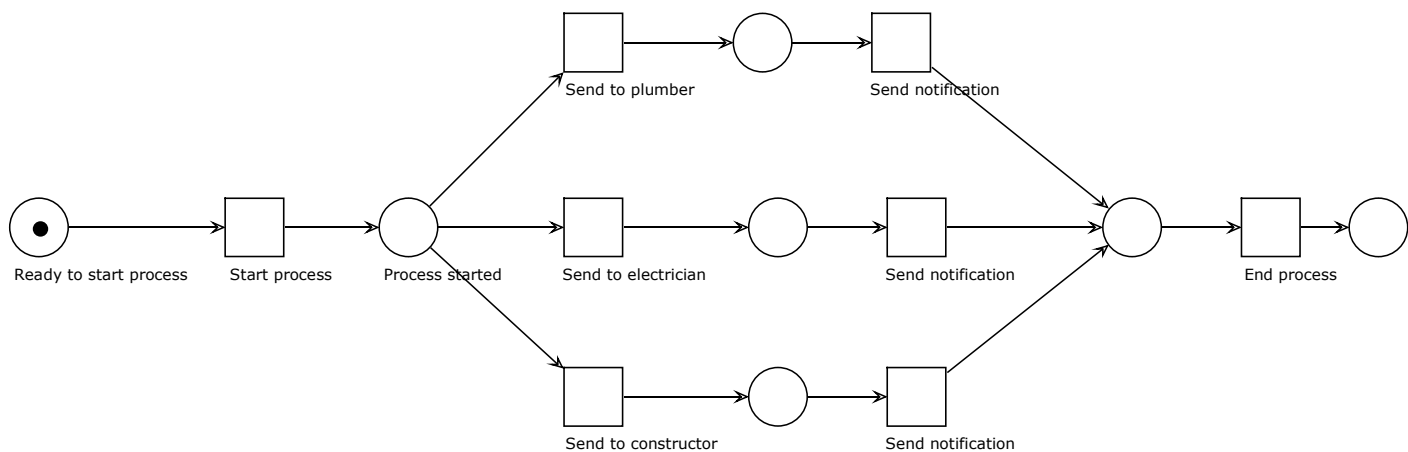 Send to plumber
Send notification
Ready to start process
Start process
Process started
Send to electrician
Send notification
End process
Send to constructor
Send notification